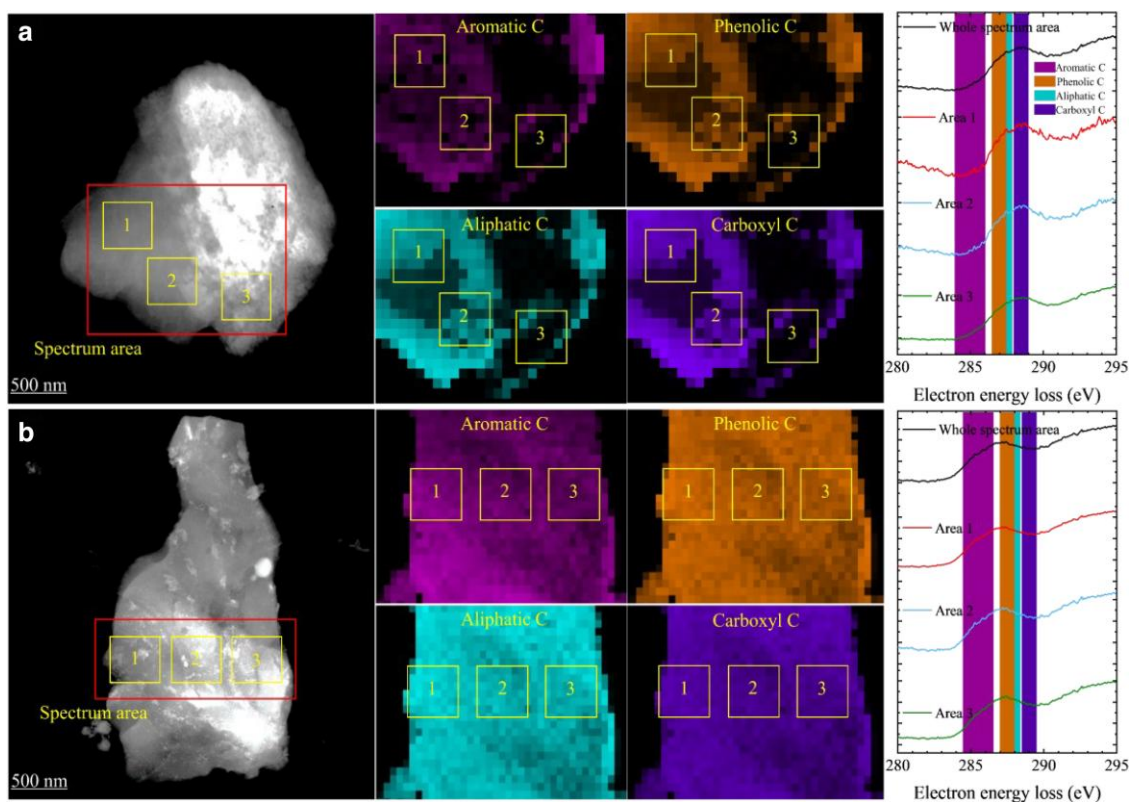 a
1
2
3
Spectrum area
500 nm
Aromatic C
1
2
3
Phenolic C
1
2
3
Aliphatic C
1
2
3
Carboxyl C
1
2
3
Whole spectrum area
Aromatic C
Phenolic C
Aliphatic C
Carboxyl C
Area 1
Area 2
Area 3
280 285 290 295
Electron energy loss (eV)
b
1
2
3
Spectrum area
500 nm
Aromatic C
1
2
3
Phenolic C
1
2
3
Aliphatic C
1
2
3
Carboxyl C
1
2
3
Whole spectrum area
Area 1
Area 2
Area 3
280 285 290 295
Electron energy loss (eV)